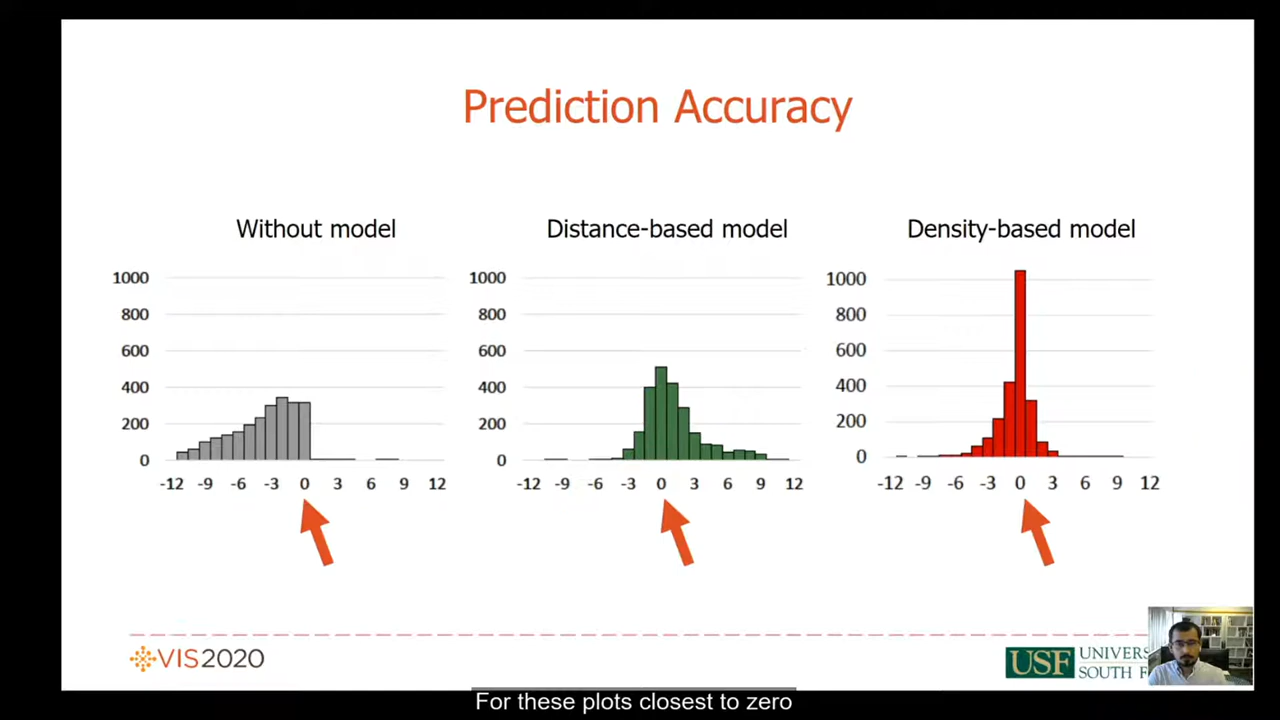 Prediction Accuracy
Without model
Distance-based model
Density-based model
1000
800
600
400
200
0
-12 -9 -6 -3 0 3 6 9 12
1000
800
600
400
200
0
-12 -9 -6 -3 0 3 6 9 12
1000
800
600
400
200
0
-12 -9 -6 -3 0 3 6 9 12
VIS2020
USF
SOUTH
For these plots closest to zero